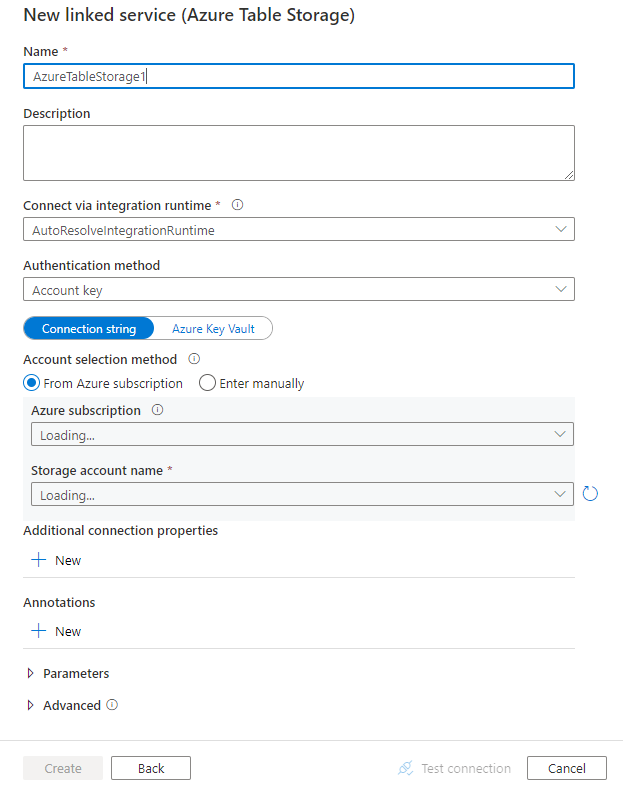 New linked service (Azure Table Storage)
Name *
AzureTableStorage1
Description
Connect via integration runtime *
AutoResolveIntegrationRuntime
Authentication method
Account key
Connection string Azure Key Vault
Account selection method
From Azure subscription Enter manually
Azure subscription
Loading...
Storage account name *
Loading...
Additional connection properties
New
Annotations
New
Parameters
Advanced
Create Back Test connection Cancel